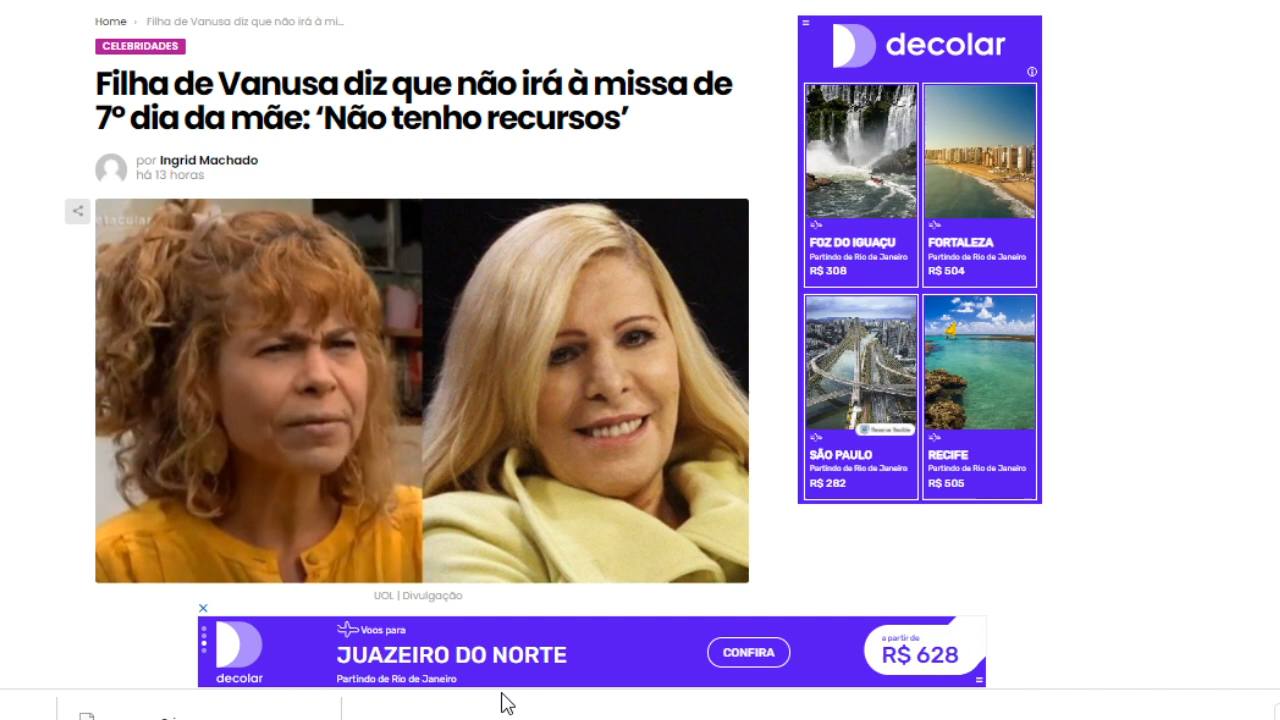 Home › Filha de Vanusa diz que não irá à mi...
CELEBRIDADES
Filha de Vanusa diz que não irá à missa de
7º dia da mãe: ‘Não tenho recursos’
por Ingrid Machado
há 13 horas
UOL | Divulgação
decolar
FOZ DO IGUAÇU
Partindo de Rio de Janeiro
R$ 308
FORTALEZA
Partindo de Rio de Janeiro
R$ 504
SÃO PAULO
Partindo de Rio de Janeiro
R$ 282
RECIFE
Partindo de Rio de Janeiro
R$ 505
decolar
Voos para
JUAZEIRO DO NORTE
Partindo de Rio de Janeiro
CONFIRA
a partir de
R$ 628